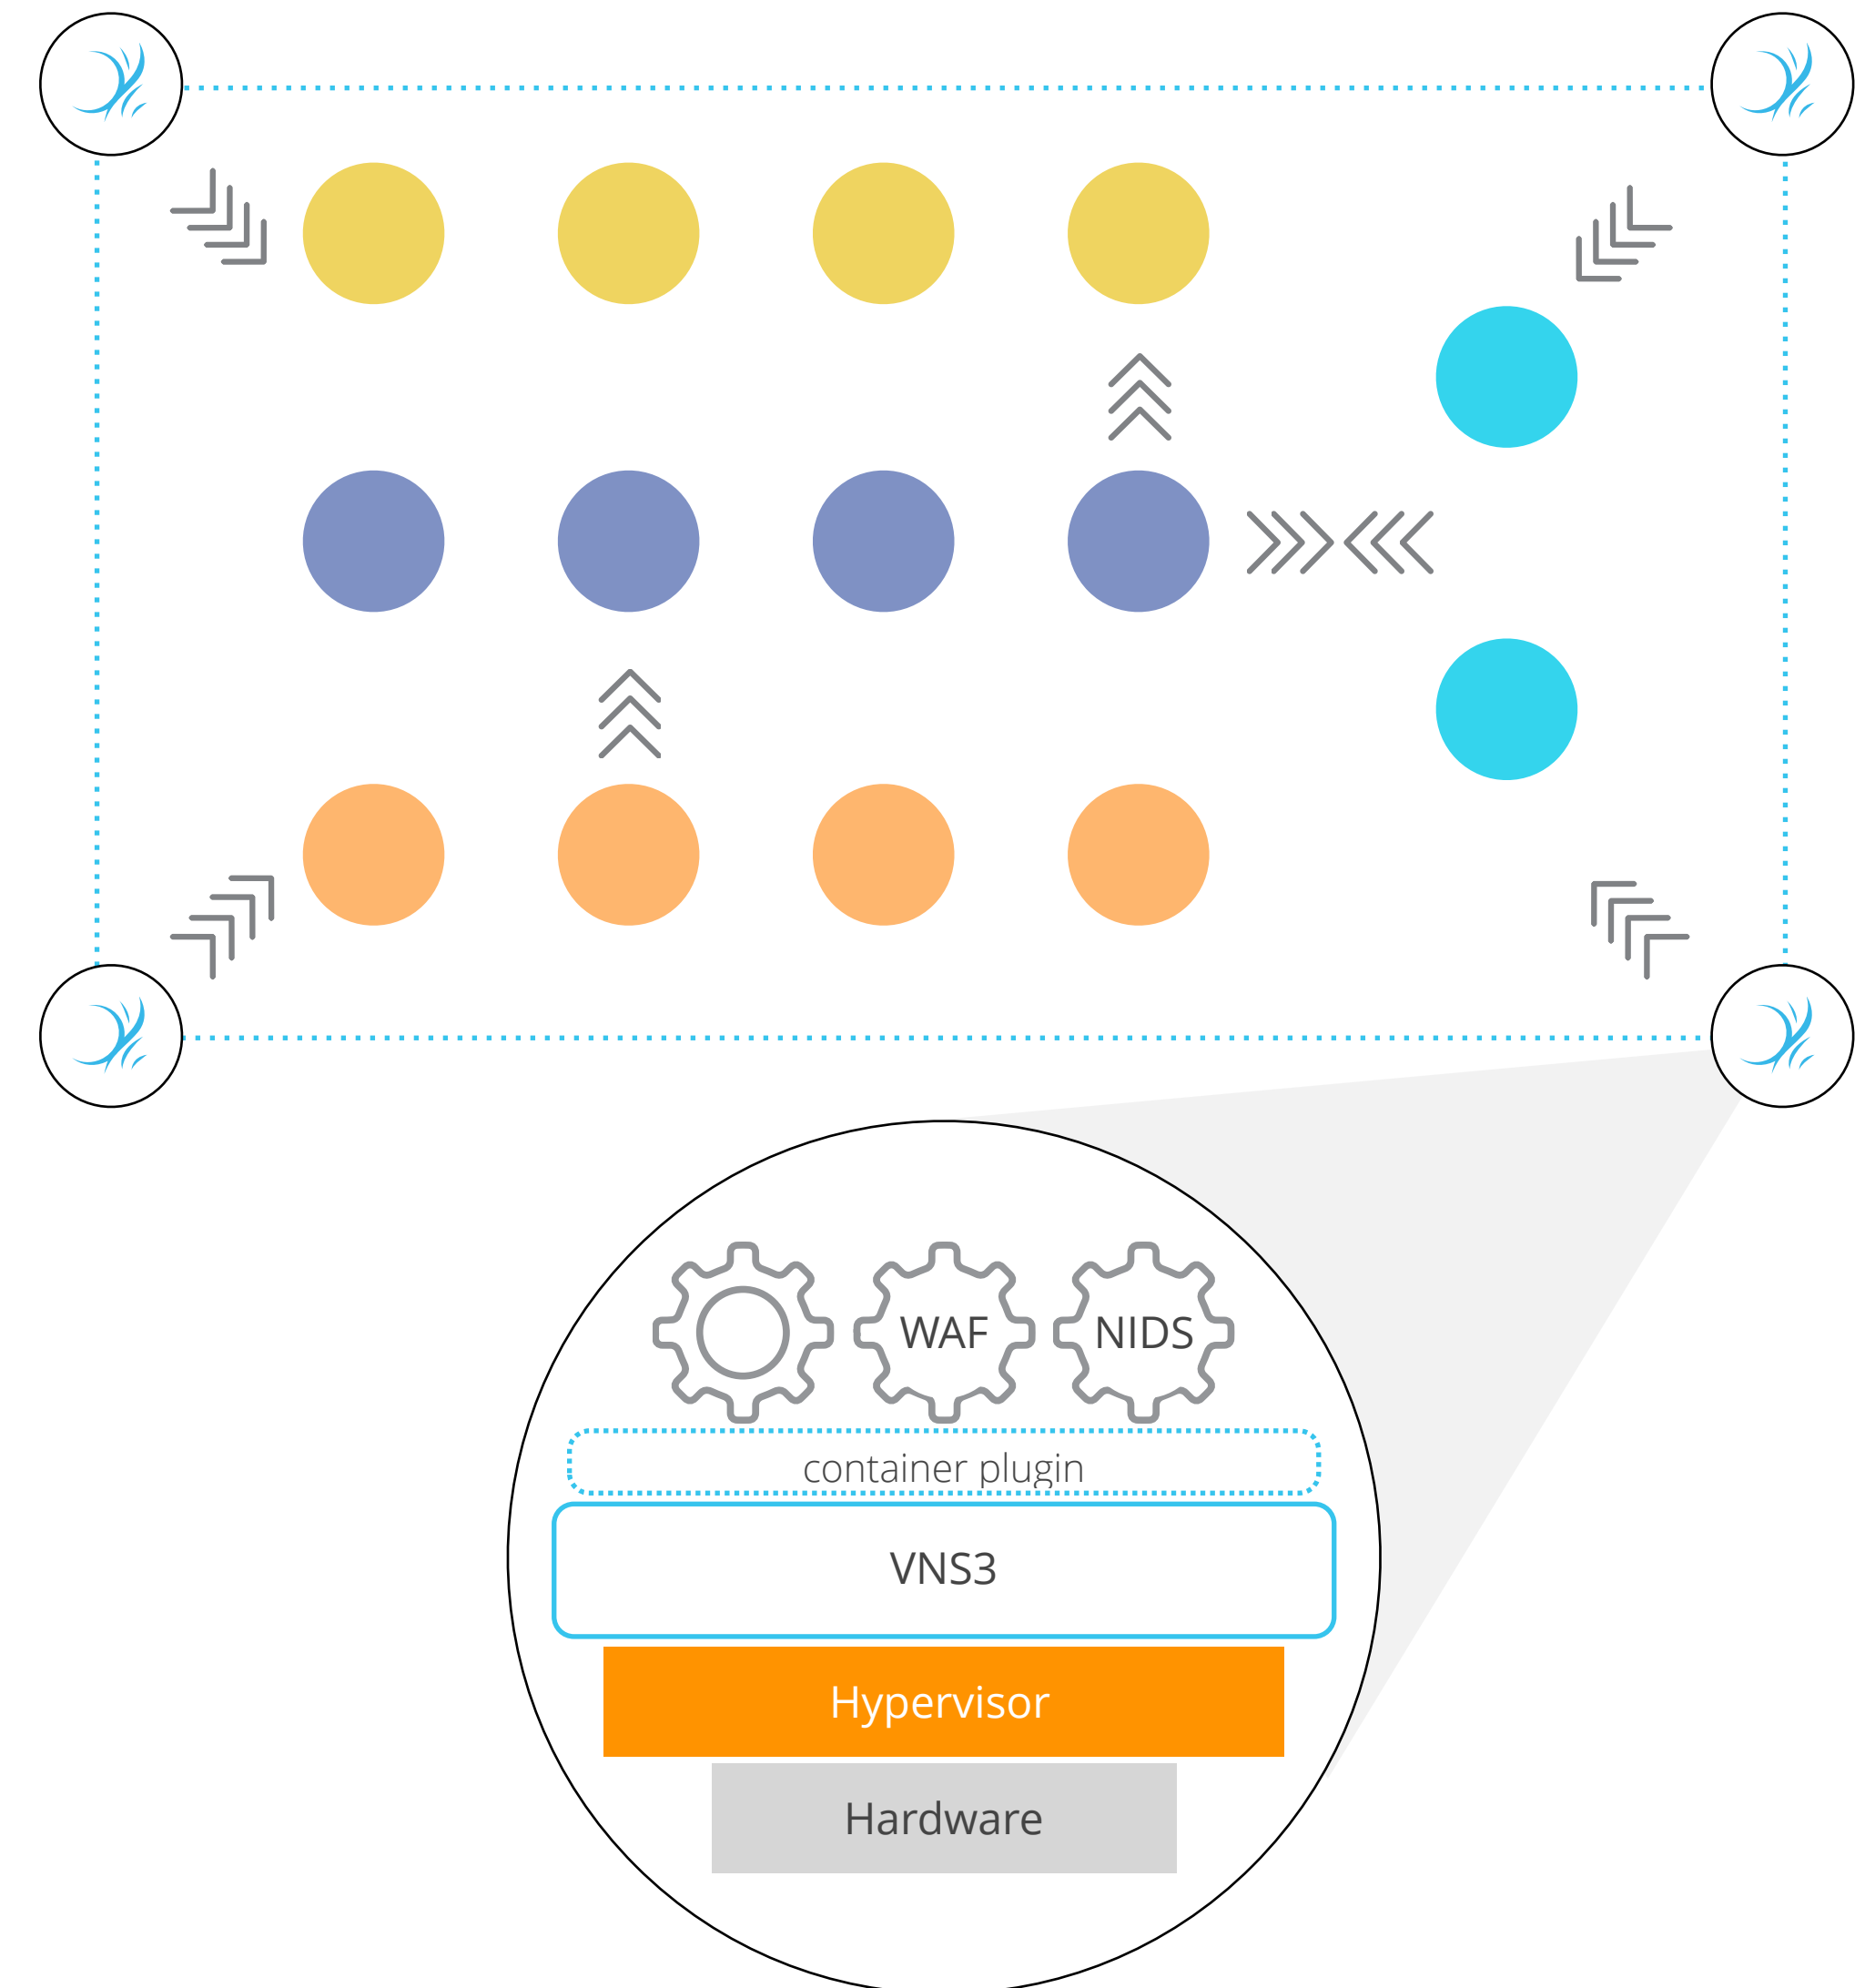 WAF
NIDS
container plugin
VNS3
Hypervisor
Hardware